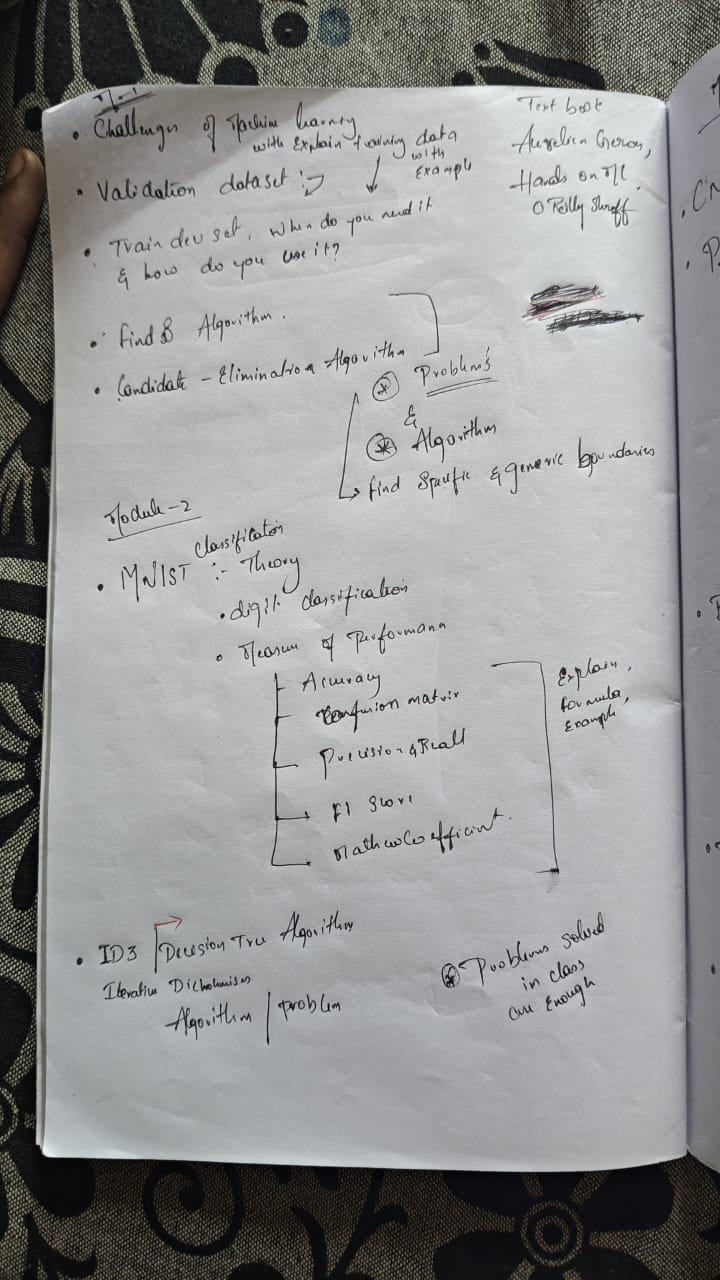 M-1
• Challenges of Machine Learning
with Explain training data
with
Example
Text book
Aurelien Geron,
Hands on M/L
O Reilly Shroff
• Validation dataset :-
• Train dev set, When do you need it
& how do you use it?
• Find S Algorithm.
• Candidate - Elimination Algorithm
* Problems
&
* Algorithm
→ find Specific & generic boundaries
Module-2
• MNIST Classification :- Theory
• digit classification
• Measure of Performance
Accuracy
Confusion matrix
Precision & Recall
F1 Score
Mathew Coefficient.
Explain,
formula,
Example,
• ID3 / Decision Tree Algorithm
Iterative Dichotomiser
Algorithm / problem
* Problems solved
in class
are Enough